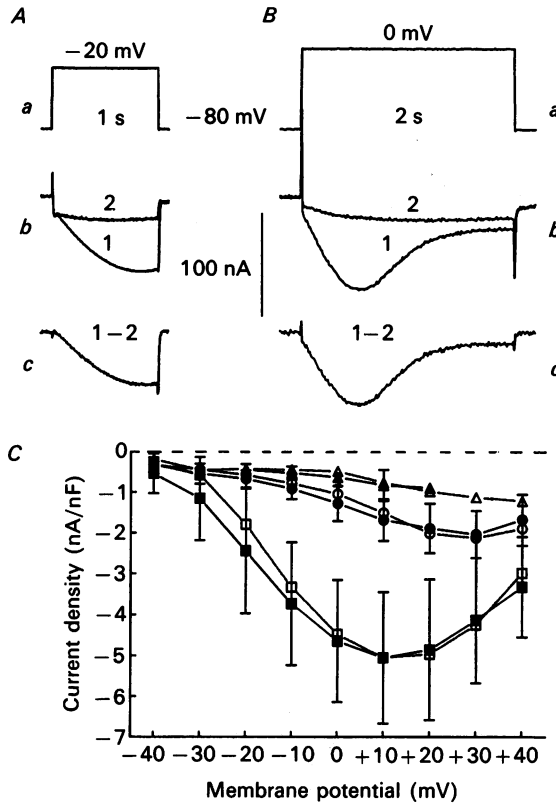 A
B
−20 mV
0 mV
a
1 s
−80 mV
2 s
a
2
2
b
1
1
b
100 nA
1−2
1−2
c
C
0
−1
−2
−3
−4
−5
−6
−7
Current density (nA/nF)
−40 −30 −20 −10 0 +10 +20 +30 +40
Membrane potential (mV)